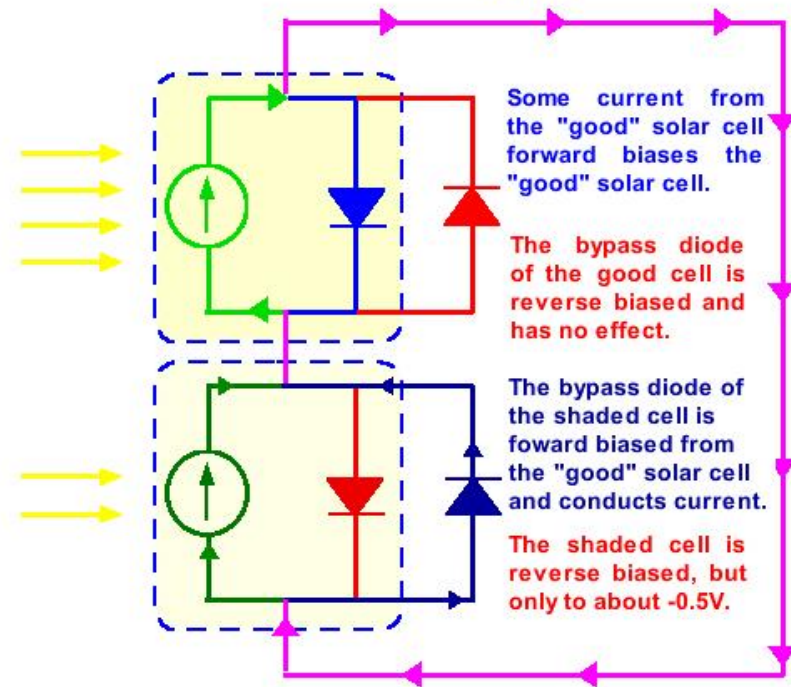 Some current from
the "good" solar cell
forward biases the
"good" solar cell.
The bypass diode
of the good cell is
reverse biased and
has no effect.
The bypass diode of
the shaded cell is
foward biased from
the "good" solar cell
and conducts current.
The shaded cell is
reverse biased, but
only to about -0.5V.